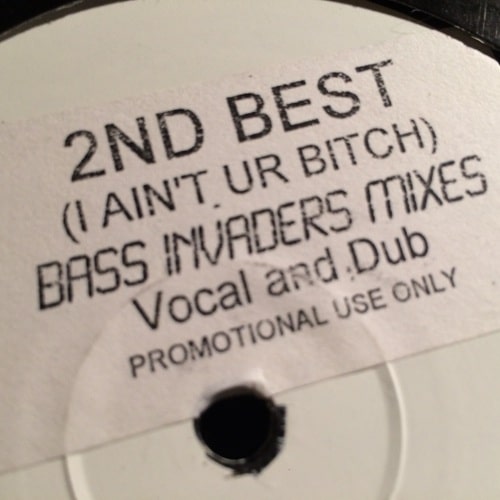 2ND BEST
(I AIN'T UR BITCH)
BASS INVADERS MIXES
Vocal and Dub
PROMOTIONAL USE ONLY